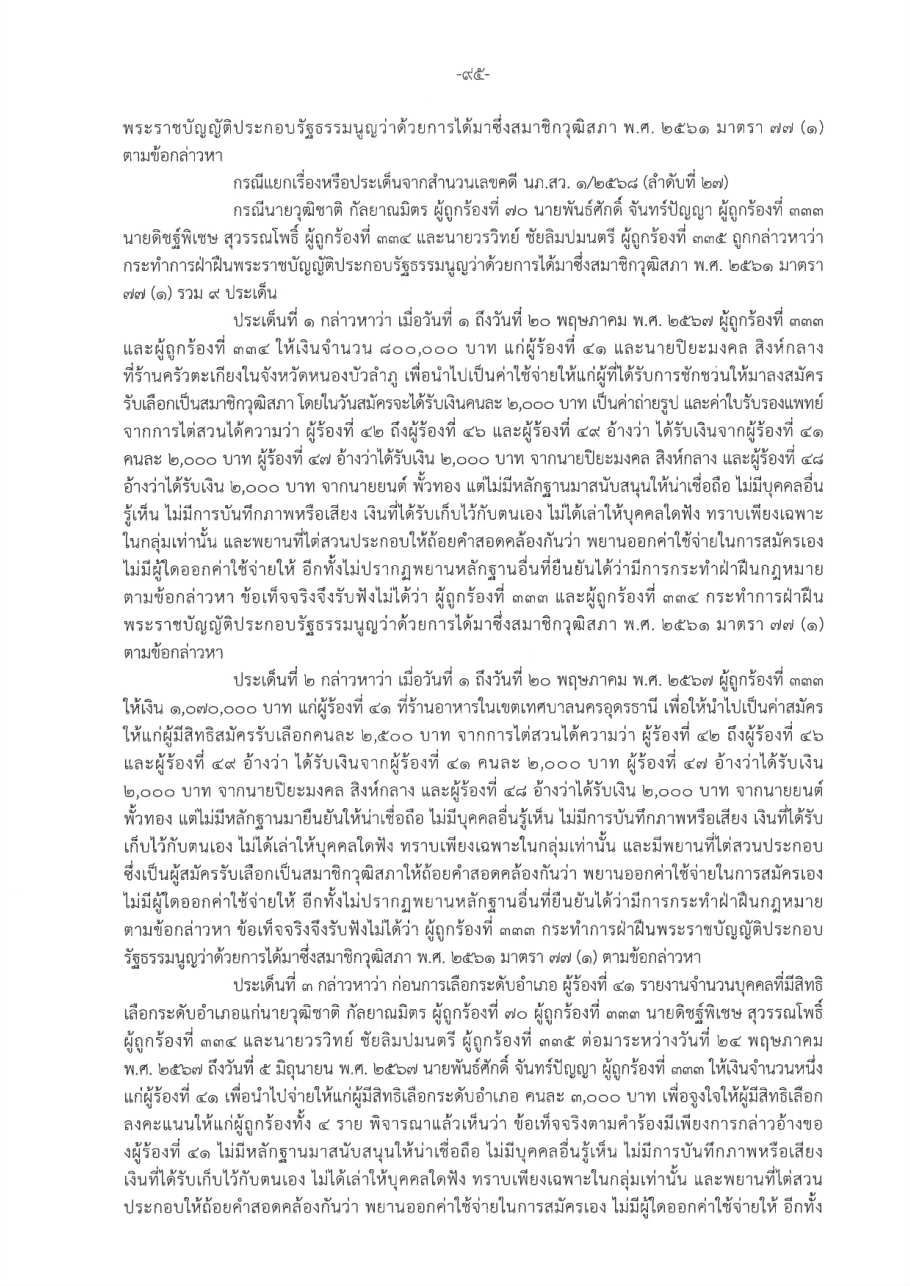 -๙๕-
พระราชบัญญัติประกอบรัฐธรรมนูญว่าด้วยการได้มาซึ่งสมาชิกวุฒิสภา พ.ศ. ๒๕๖๑ มาตรา ๗๗ (๑)
ตามข้อกล่าวหา
กรณีแยกเรื่องหรือประเด็นจากสำนวนเลขคดี นภ.สว. ๑/๒๕๖๘ (ลำดับที่ ๒๗)
กรณีนายวุฒิชาติ กัลยาณมิตร ผู้ถูกร้องที่ ๗๐ นายพันธ์ศักดิ์ จันทร์ปัญญา ผู้ถูกร้องที่ ๓๓๓
นายดิชฐ์พิเชษ สุวรรณโพธิ์ ผู้ถูกร้องที่ ๓๓๔ และนายวรวิทย์ ชัยลิมปมนตรี ผู้ถูกร้องที่ ๓๓๕ ถูกกล่าวหาว่า
กระทำการฝ่าฝืนพระราชบัญญัติประกอบรัฐธรรมนูญว่าด้วยการได้มาซึ่งสมาชิกวุฒิสภา พ.ศ. ๒๕๖๑ มาตรา
๗๗ (๑) รวม ๙ ประเด็น
ประเด็นที่ ๑ กล่าวหาว่า เมื่อวันที่ ๑ ถึงวันที่ ๒๐ พฤษภาคม พ.ศ. ๒๕๖๗ ผู้ถูกร้องที่ ๓๓๓
และผู้ถูกร้องที่ ๓๓๔ ให้เงินจำนวน ๘๐๐,๐๐๐ บาท แก่ผู้ร้องที่ ๔๑ และนายปิยะมงคล สิงห์กลาง
ที่ร้านครัวตะเกียงในจังหวัดหนองบัวลำภู เพื่อนำไปเป็นค่าใช้จ่ายให้แก่ผู้ที่ได้รับการชักชวนให้มาลงสมัคร
รับเลือกเป็นสมาชิกวุฒิสภา โดยในวันสมัครจะได้รับเงินคนละ ๒,๐๐๐ บาท เป็นค่าถ่ายรูป และค่าใบรับรองแพทย์
จากการไต่สวนได้ความว่า ผู้ร้องที่ ๔๒ ถึงผู้ร้องที่ ๔๖ และผู้ร้องที่ ๔๙ อ้างว่า ได้รับเงินจากผู้ร้องที่ ๔๑
คนละ ๒,๐๐๐ บาท ผู้ร้องที่ ๔๗ อ้างว่าได้รับเงิน ๒,๐๐๐ บาท จากนายปิยะมงคล สิงห์กลาง และผู้ร้องที่ ๔๘
อ้างว่าได้รับเงิน ๒,๐๐๐ บาท จากนายยนต์ พั้วทอง แต่ไม่มีหลักฐานมาสนับสนุนให้น่าเชื่อถือ ไม่มีบุคคลอื่น
รู้เห็น ไม่มีการบันทึกภาพหรือเสียง เงินที่ได้รับเก็บไว้กับตนเอง ไม่ได้เล่าให้บุคคลใดฟัง ทราบเพียงเฉพาะ
ในกลุ่มเท่านั้น และพยานที่ไต่สวนประกอบให้ถ้อยคำสอดคล้องกันว่า พยานออกค่าใช้จ่ายในการสมัครเอง
ไม่มีผู้ใดออกค่าใช้จ่ายให้ อีกทั้งไม่ปรากฏพยานหลักฐานอื่นที่ยืนยันได้ว่ามีการกระทำฝ่าฝืนกฎหมาย
ตามข้อกล่าวหา ข้อเท็จจริงจึงรับฟังไม่ได้ว่า ผู้ถูกร้องที่ ๓๓๓ และผู้ถูกร้องที่ ๓๓๔ กระทำการฝ่าฝืน
พระราชบัญญัติประกอบรัฐธรรมนูญว่าด้วยการได้มาซึ่งสมาชิกวุฒิสภา พ.ศ. ๒๕๖๑ มาตรา ๗๗ (๑)
ตามข้อกล่าวหา
ประเด็นที่ ๒ กล่าวหาว่า เมื่อวันที่ ๑ ถึงวันที่ ๒๐ พฤษภาคม พ.ศ. ๒๕๖๗ ผู้ถูกร้องที่ ๓๓๓
ให้เงิน ๑,๐๗๐,๐๐๐ บาท แก่ผู้ร้องที่ ๔๑ ที่ร้านอาหารในเขตเทศบาลนครอุดรธานี เพื่อให้นำไปเป็นค่าสมัคร
ให้แก่ผู้มีสิทธิสมัครรับเลือกคนละ ๒,๕๐๐ บาท จากการไต่สวนได้ความว่า ผู้ร้องที่ ๔๒ ถึงผู้ร้องที่ ๔๖
และผู้ร้องที่ ๔๙ อ้างว่า ได้รับเงินจากผู้ร้องที่ ๔๑ คนละ ๒,๐๐๐ บาท ผู้ร้องที่ ๔๗ อ้างว่าได้รับเงิน
๒,๐๐๐ บาท จากนายปิยะมงคล สิงห์กลาง และผู้ร้องที่ ๔๘ อ้างว่าได้รับเงิน ๒,๐๐๐ บาท จากนายยนต์
พั้วทอง แต่ไม่มีหลักฐานมายืนยันให้น่าเชื่อถือ ไม่มีบุคคลอื่นรู้เห็น ไม่มีการบันทึกภาพหรือเสียง เงินที่ได้รับ
เก็บไว้กับตนเอง ไม่ได้เล่าให้บุคคลใดฟัง ทราบเพียงเฉพาะในกลุ่มเท่านั้น และมีพยานที่ไต่สวนประกอบ
ซึ่งเป็นผู้สมัครรับเลือกเป็นสมาชิกวุฒิสภาให้ถ้อยคำสอดคล้องกันว่า พยานออกค่าใช้จ่ายในการสมัครเอง
ไม่มีผู้ใดออกค่าใช้จ่ายให้ อีกทั้งไม่ปรากฏพยานหลักฐานอื่นที่ยืนยันได้ว่ามีการกระทำฝ่าฝืนกฎหมาย
ตามข้อกล่าวหา ข้อเท็จจริงจึงรับฟังไม่ได้ว่า ผู้ถูกร้องที่ ๓๓๓ กระทำการฝ่าฝืนพระราชบัญญัติประกอบ
รัฐธรรมนูญว่าด้วยการได้มาซึ่งสมาชิกวุฒิสภา พ.ศ. ๒๕๖๑ มาตรา ๗๗ (๑) ตามข้อกล่าวหา
ประเด็นที่ ๓ กล่าวหาว่า ก่อนการเลือกระดับอำเภอ ผู้ร้องที่ ๔๑ รายงานจำนวนบุคคลที่มีสิทธิ
เลือกระดับอำเภอแก่นายวุฒิชาติ กัลยาณมิตร ผู้ถูกร้องที่ ๗๐ ผู้ถูกร้องที่ ๓๓๓ นายดิชฐ์พิเชษ สุวรรณโพธิ์
ผู้ถูกร้องที่ ๓๓๔ และนายวรวิทย์ ชัยลิมปมนตรี ผู้ถูกร้องที่ ๓๓๕ ต่อมาระหว่างวันที่ ๒๔ พฤษภาคม
พ.ศ. ๒๕๖๗ ถึงวันที่ ๕ มิถุนายน พ.ศ. ๒๕๖๗ นายพันธ์ศักดิ์ จันทร์ปัญญา ผู้ถูกร้องที่ ๓๓๓ ให้เงินจำนวนหนึ่ง
แก่ผู้ร้องที่ ๔๑ เพื่อนำไปจ่ายให้แก่ผู้มีสิทธิเลือกระดับอำเภอ คนละ ๓,๐๐๐ บาท เพื่อจูงใจให้ผู้มีสิทธิเลือก
ลงคะแนนให้แก่ผู้ถูกร้องทั้ง ๔ ราย พิจารณาแล้วเห็นว่า ข้อเท็จจริงตามคำร้องมีเพียงการกล่าวอ้างขอ
งผู้ร้องที่ ๔๑ ไม่มีหลักฐานมาสนับสนุนให้น่าเชื่อถือ ไม่มีบุคคลอื่นรู้เห็น ไม่มีการบันทึกภาพหรือเสียง
เงินที่ได้รับเก็บไว้กับตนเอง ไม่ได้เล่าให้บุคคลใดฟัง ทราบเพียงเฉพาะในกลุ่มเท่านั้น และพยานที่ไต่สวน
ประกอบให้ถ้อยคำสอดคล้องกันว่า พยานออกค่าใช้จ่ายในการสมัครเอง ไม่มีผู้ใดออกค่าใช้จ่ายให้ อีกทั้ง